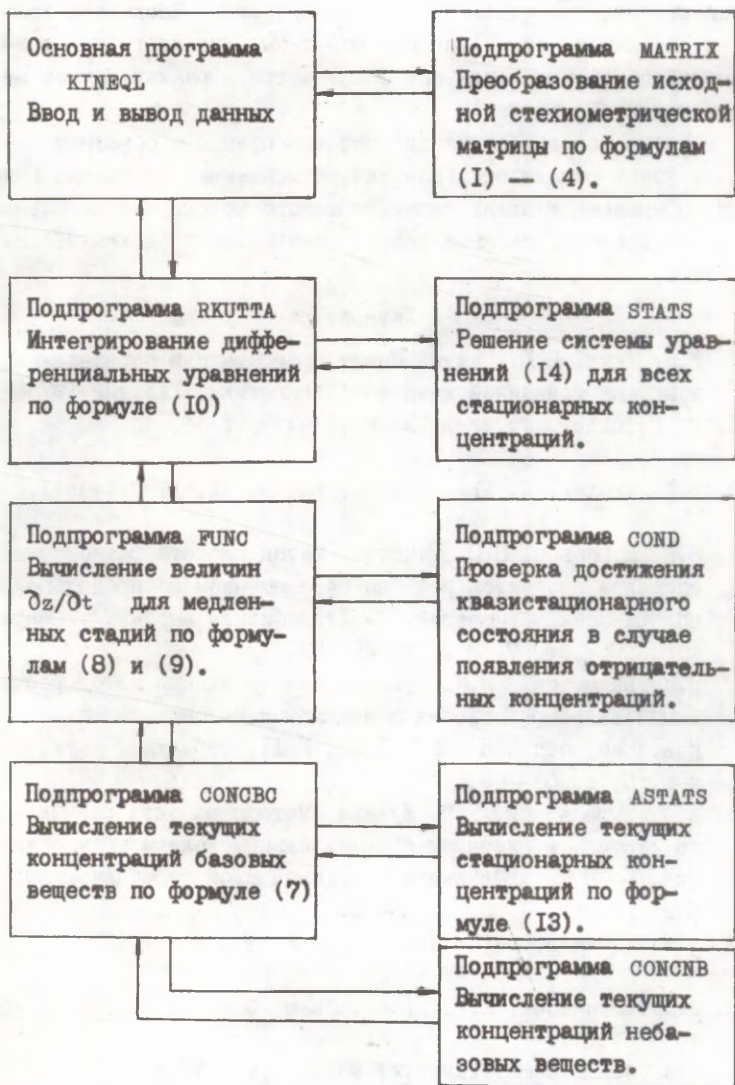 Основная программа
KINEQL
Ввод и вывод данных
Подпрограмма MATRIX
Преобразование исход-
ной стехиометрической
матрицы по формулам
(I) -- (4).
Подпрограмма RKUTTA
Интегрирование диффе-
ренциальных уравнений
по формуле (I0)
Подпрограмма STATS
Решение системы урав-
нений (I4) для всех
стационарных кон-
центраций.
Подпрограмма FUNC
Вычисление величин
∂z/∂t для медлен-
ных стадий по форму-
лам (8) и (9).
Подпрограмма COND
Проверка достижения
квазистационарного
состояния в случае
появления отрицатель-
ных концентраций.
Подпрограмма CONCBC
Вычисление текущих
концентраций базовых
веществ по формуле (7)
Подпрограмма ASTATS
Вычисление текущих
стационарных кон-
центраций по фор-
муле (I3).
Подпрограмма CONCNB
Вычисление текущих
концентраций неба-
зовых веществ.